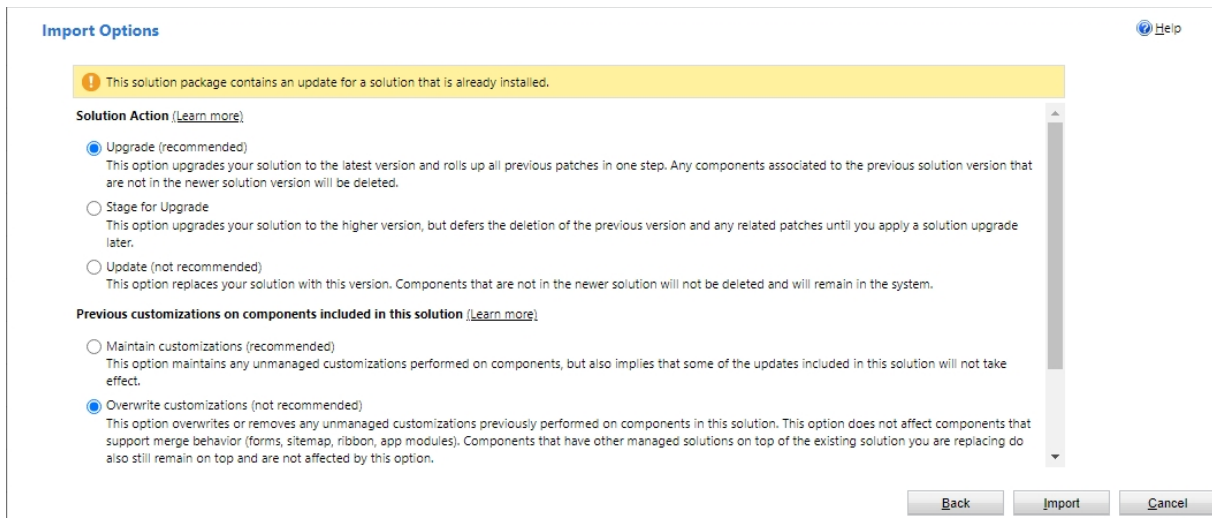 Import Options
Help
This solution package contains an update for a solution that is already installed.
Solution Action (Learn more)
Upgrade (recommended)
This option upgrades your solution to the latest version and rolls up all previous patches in one step. Any components associated to the previous solution version that
are not in the newer solution version will be deleted.
Stage for Upgrade
This option upgrades your solution to the higher version, but defers the deletion of the previous version and any related patches until you apply a solution upgrade
later.
Update (not recommended)
This option replaces your solution with this version. Components that are not in the newer solution will not be deleted and will remain in the system.
Previous customizations on components included in this solution (Learn more)
Maintain customizations (recommended)
This option maintains any unmanaged customizations performed on components, but also implies that some of the updates included in this solution will not take
effect.
Overwrite customizations (not recommended)
This option overwrites or removes any unmanaged customizations previously performed on components in this solution. This option does not affect components that
support merge behavior (forms, sitemap, ribbon, app modules). Components that have other managed solutions on top of the existing solution you are replacing do
also still remain on top and are not affected by this option.
Back Import Cancel